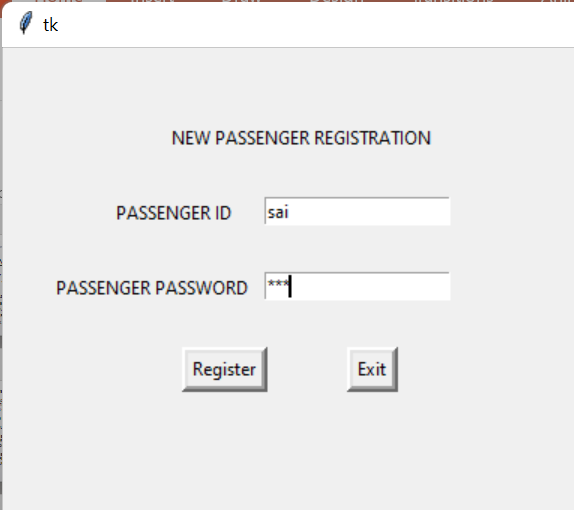 tk
NEW PASSENGER REGISTRATION
PASSENGER ID sai
PASSENGER PASSWORD ***
Register Exit